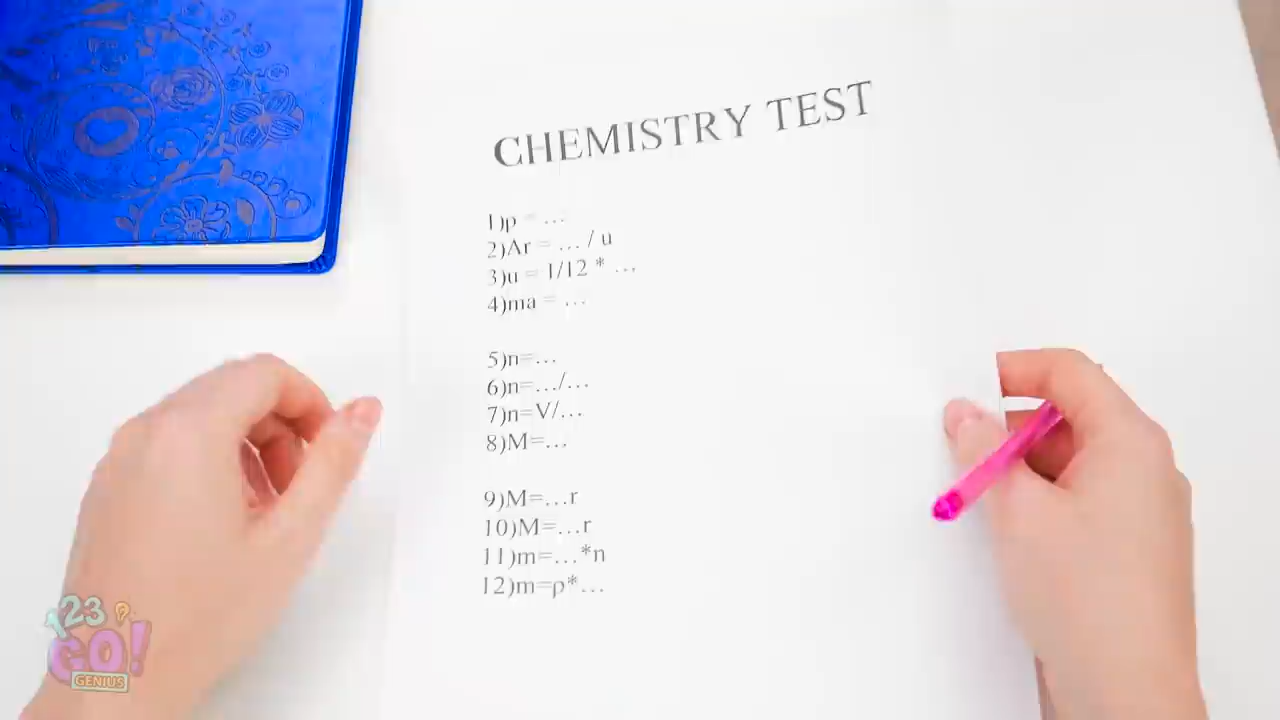 CHEMISTRY TEST
1)p = ...
2)Ar = ... / u
3)u = 1/12 * ...
4)ma = ...
5)n=...
6)n=.../...
7)n=V/...
8)M=...
9)M=...r
10)M=...r
11)m=...*n
12)m=ρ*...
123
GO!
GENIUS